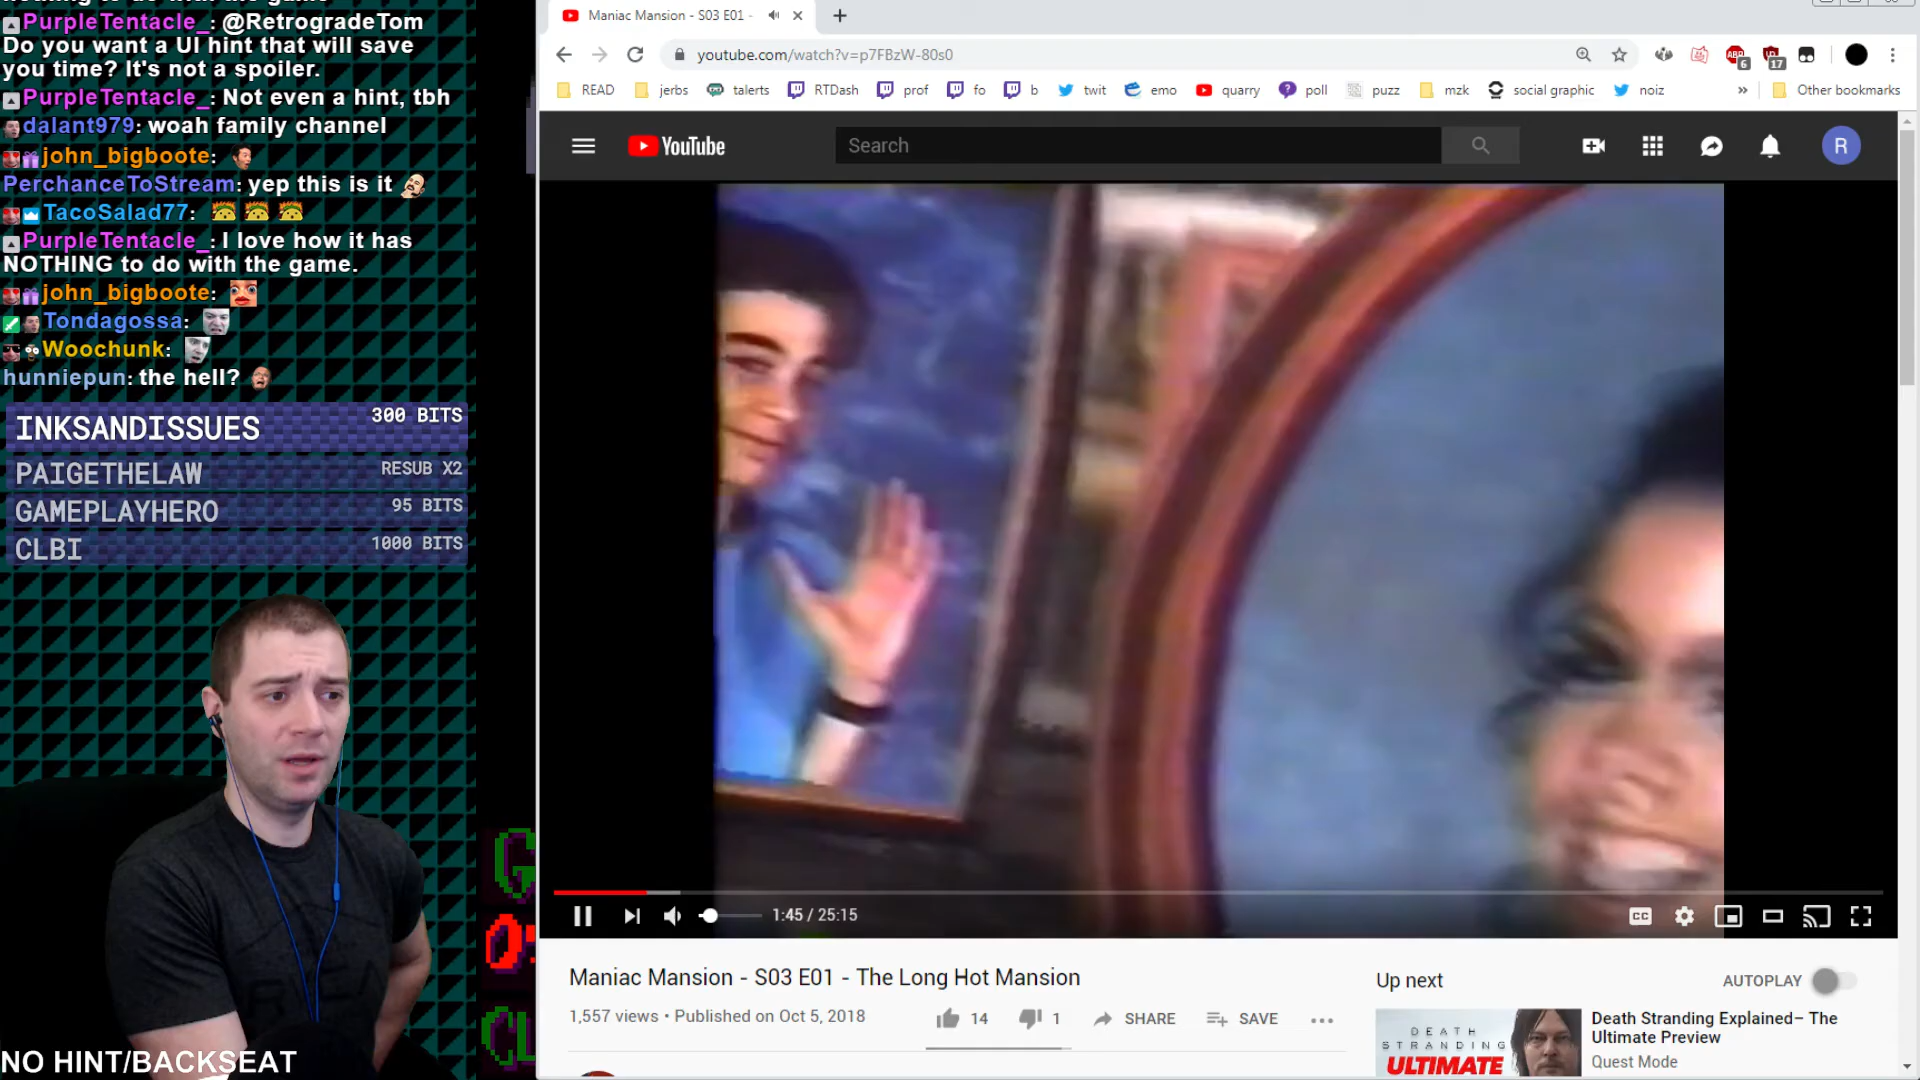 PurpleTentacle_: @RetrogradeTom
Do you want a UI hint that will save
you time? It's not a spoiler.
PurpleTentacle_: Not even a hint, tbh
dalant979: woah family channel
john_bigboote:
PerchanceToStream: yep this is it
TacoSalad77:
PurpleTentacle_: I love how it has
NOTHING to do with the game.
john_bigboote:
Tondagossa:
Woochunk:
hunniepun: the hell?
INKSANDISSUES 300 BITS
PAIGETHELAW RESUB X2
GAMEPLAYHERO 95 BITS
CLBI 1000 BITS
NO HINT/BACKSEAT
Maniac Mansion - S03 E01 -
youtube.com/watch?v=p7FBzW-80s0
6
17
READ jerbs talerts RTDash prof fo b twit emo quarry poll puzz mzk social graphic noiz » Other bookmarks
YouTube
Search
R
1:45 / 25:15
CC
Maniac Mansion - S03 E01 - The Long Hot Mansion
1,557 views • Published on Oct 5, 2018
14 1 SHARE SAVE
Up next AUTOPLAY
DEATH
STRANDING
ULTIMATE
Death Stranding Explained– The
Ultimate Preview
Quest Mode